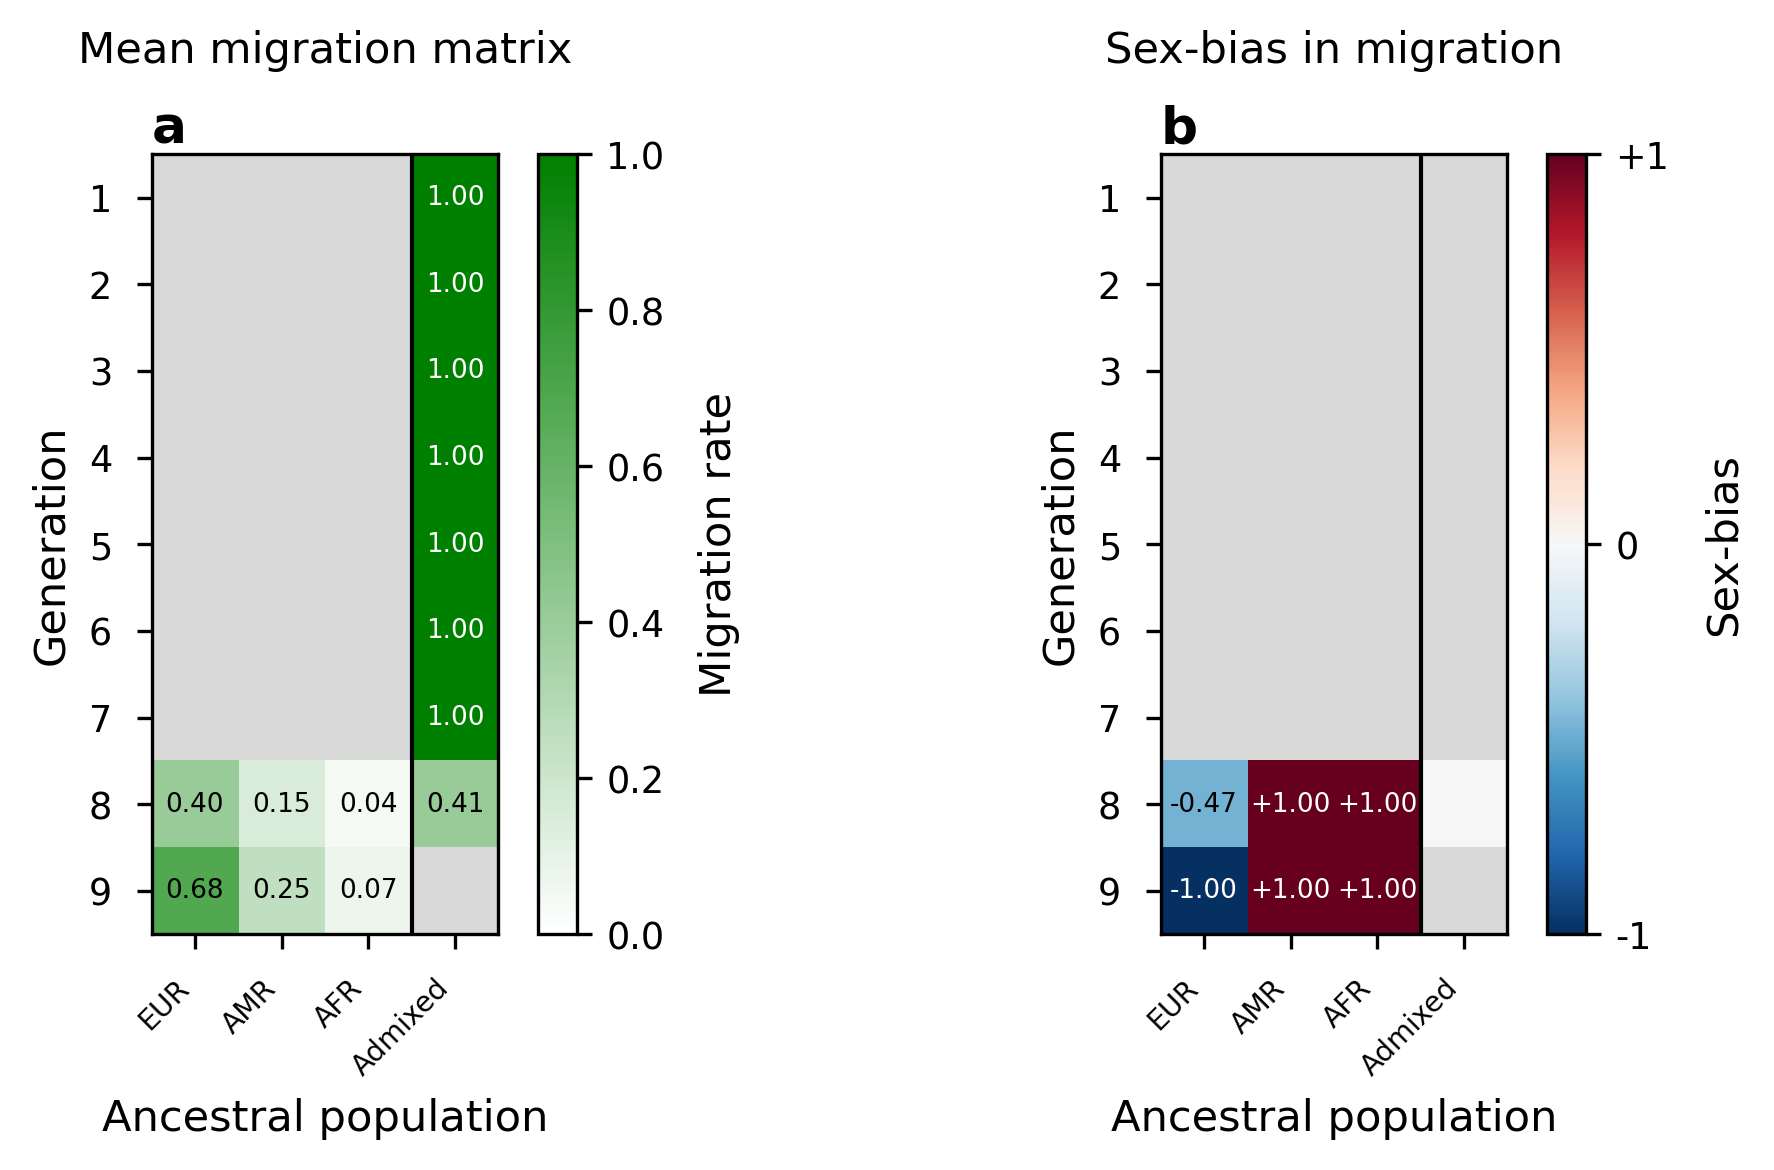 Mean migration matrix
a
Generation
1 1.00
2 1.00
3 1.00
4 1.00
5 1.00
6 1.00
7 1.00
8 0.40 0.15 0.04 0.41
9 0.68 0.25 0.07
EUR AMR AFR Admixed
Ancestral population
1.0
0.8
0.6
0.4
0.2
0.0
Migration rate
Sex-bias in migration
b
Generation
1
2
3
4
5
6
7
8 -0.47 +1.00 +1.00
9 -1.00 +1.00 +1.00
EUR AMR AFR Admixed
Ancestral population
+1
0
-1
Sex-bias